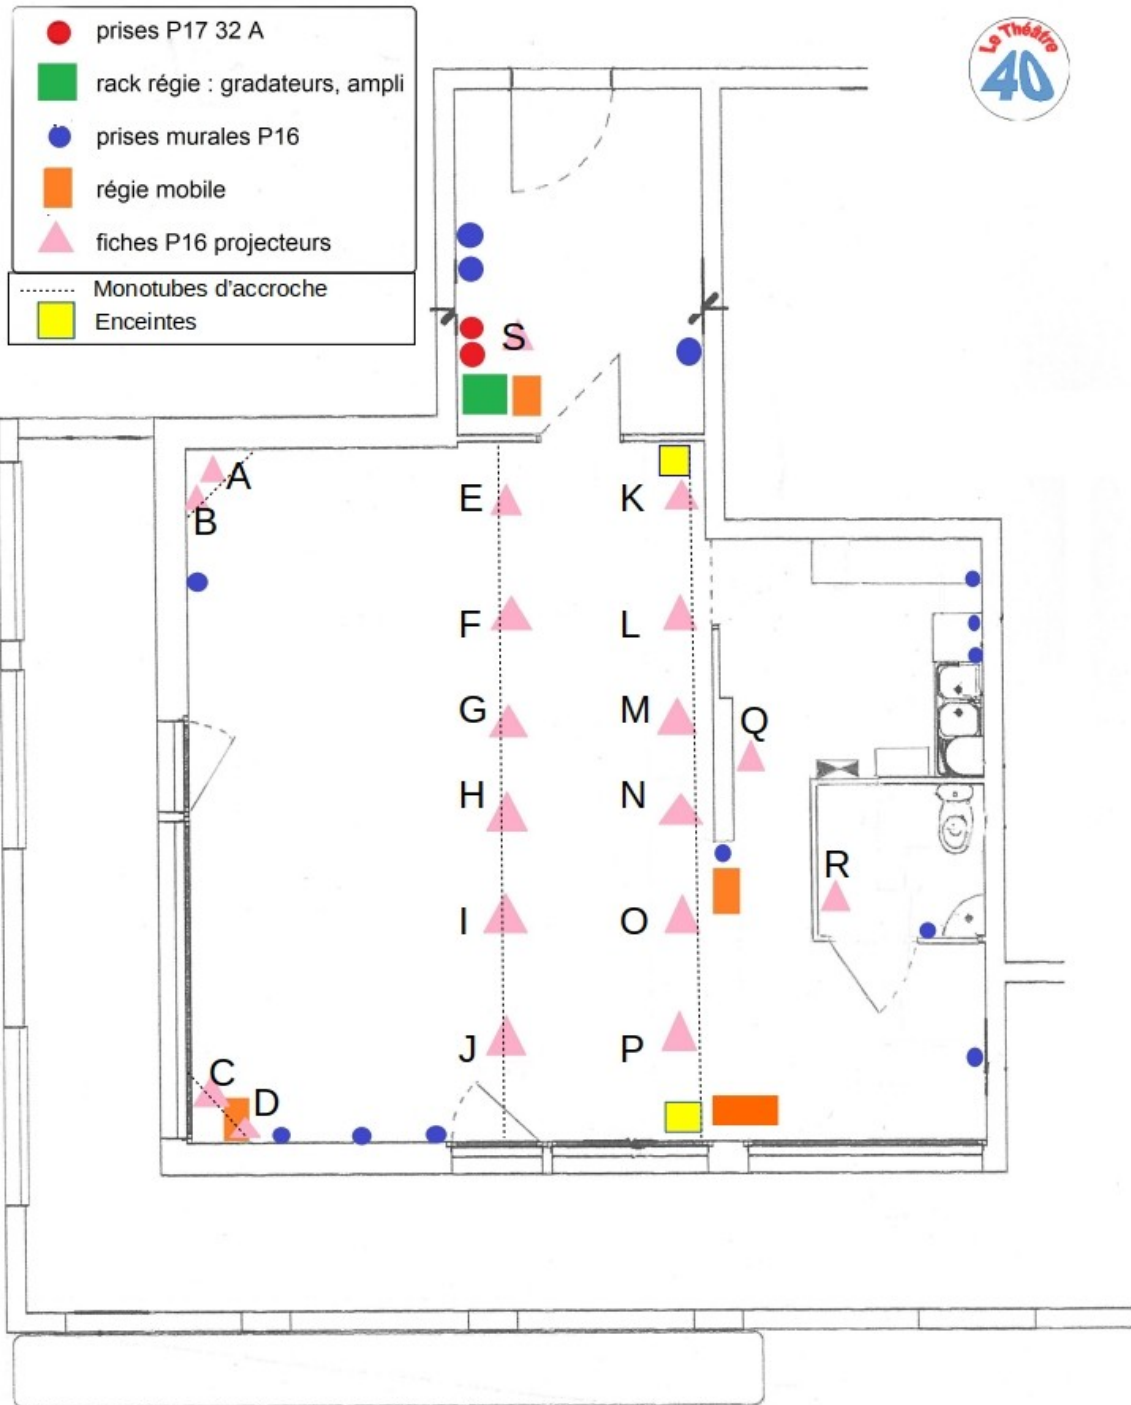 prises P17 32 A
rack régie : gradateurs, ampli
prises murales P16
régie mobile
fiches P16 projecteurs
Monotubes d'accroche
Enceintes
Le Théâtre
40
S
A
B
E
K
F
L
G
M
Q
H
N
R
I
O
J
P
C
D